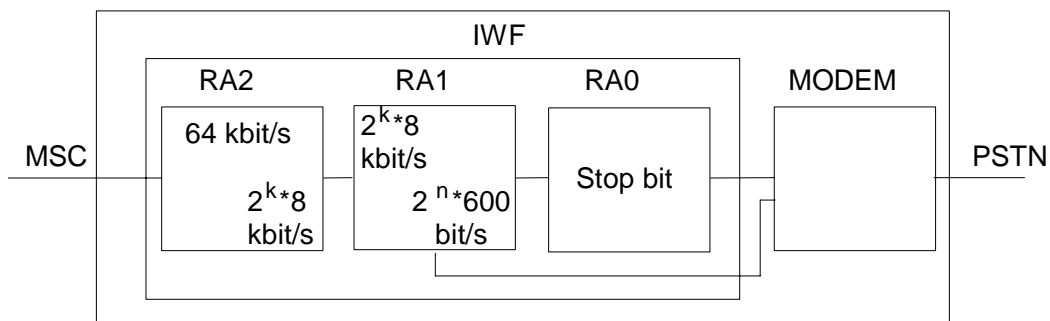 IWF
RA2
RA1
RA0
MODEM
MSC
64 kbit/s
2^k*8
kbit/s
2^k*8
kbit/s
2^n*600
bit/s
Stop bit
PSTN